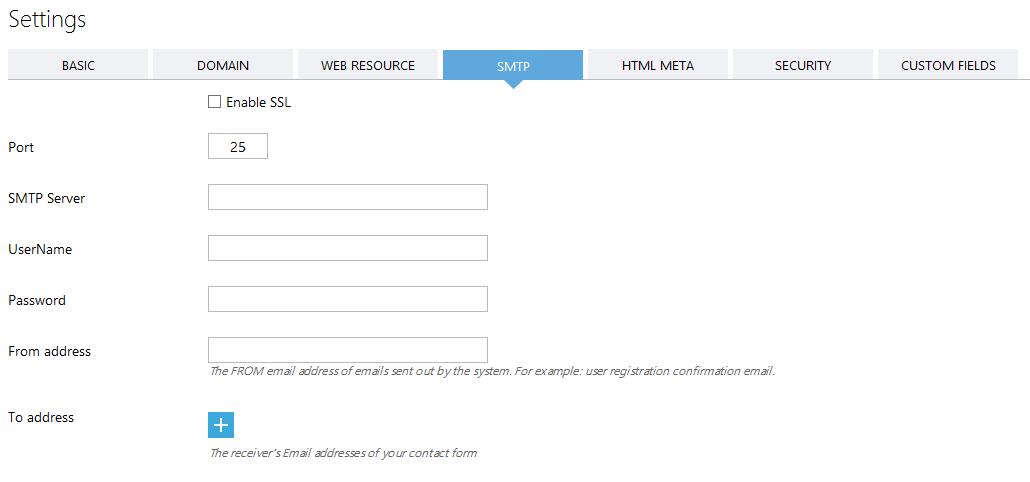 Settings
BASIC DOMAIN WEB RESOURCE SMTP HTML META SECURITY CUSTOM FIELDS
Enable SSL
Port 25
SMTP Server
UserName
Password
From address
The FROM email address of emails sent out by the system. For example: user registration confirmation email.
To address
The receiver's Email addresses of your contact form